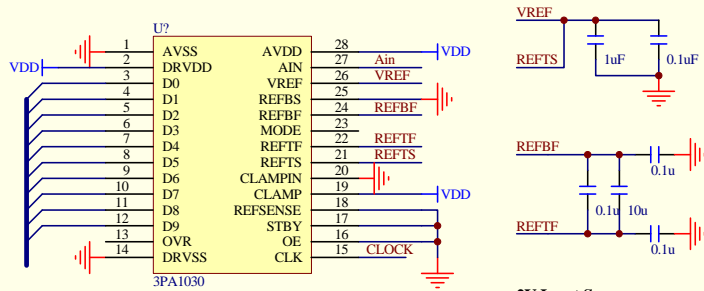 U?
1 AVSS AVDD 28 VDD
VDD 2 DRVDD AIN 27 Ain
3 D0 VREF 26 VREF
4 D1 REFBS 25
5 D2 REFBF 24 REFBF
6 D3 MODE 23
7 D4 REFTF 22 REFTF
8 D5 REFTS 21 REFTS
9 D6 CLAMPIN 20
10 D7 CLAMP 19 VDD
11 D8 REFSENSE 18
12 D9 STBY 17
13 OVR OE 16
14 DRVSS CLK 15 CLOCK
3PA1030
VREF
REFTS 1uF 0.1uF
REFBF
0.1u
0.1u 10u
REFTF
0.1u